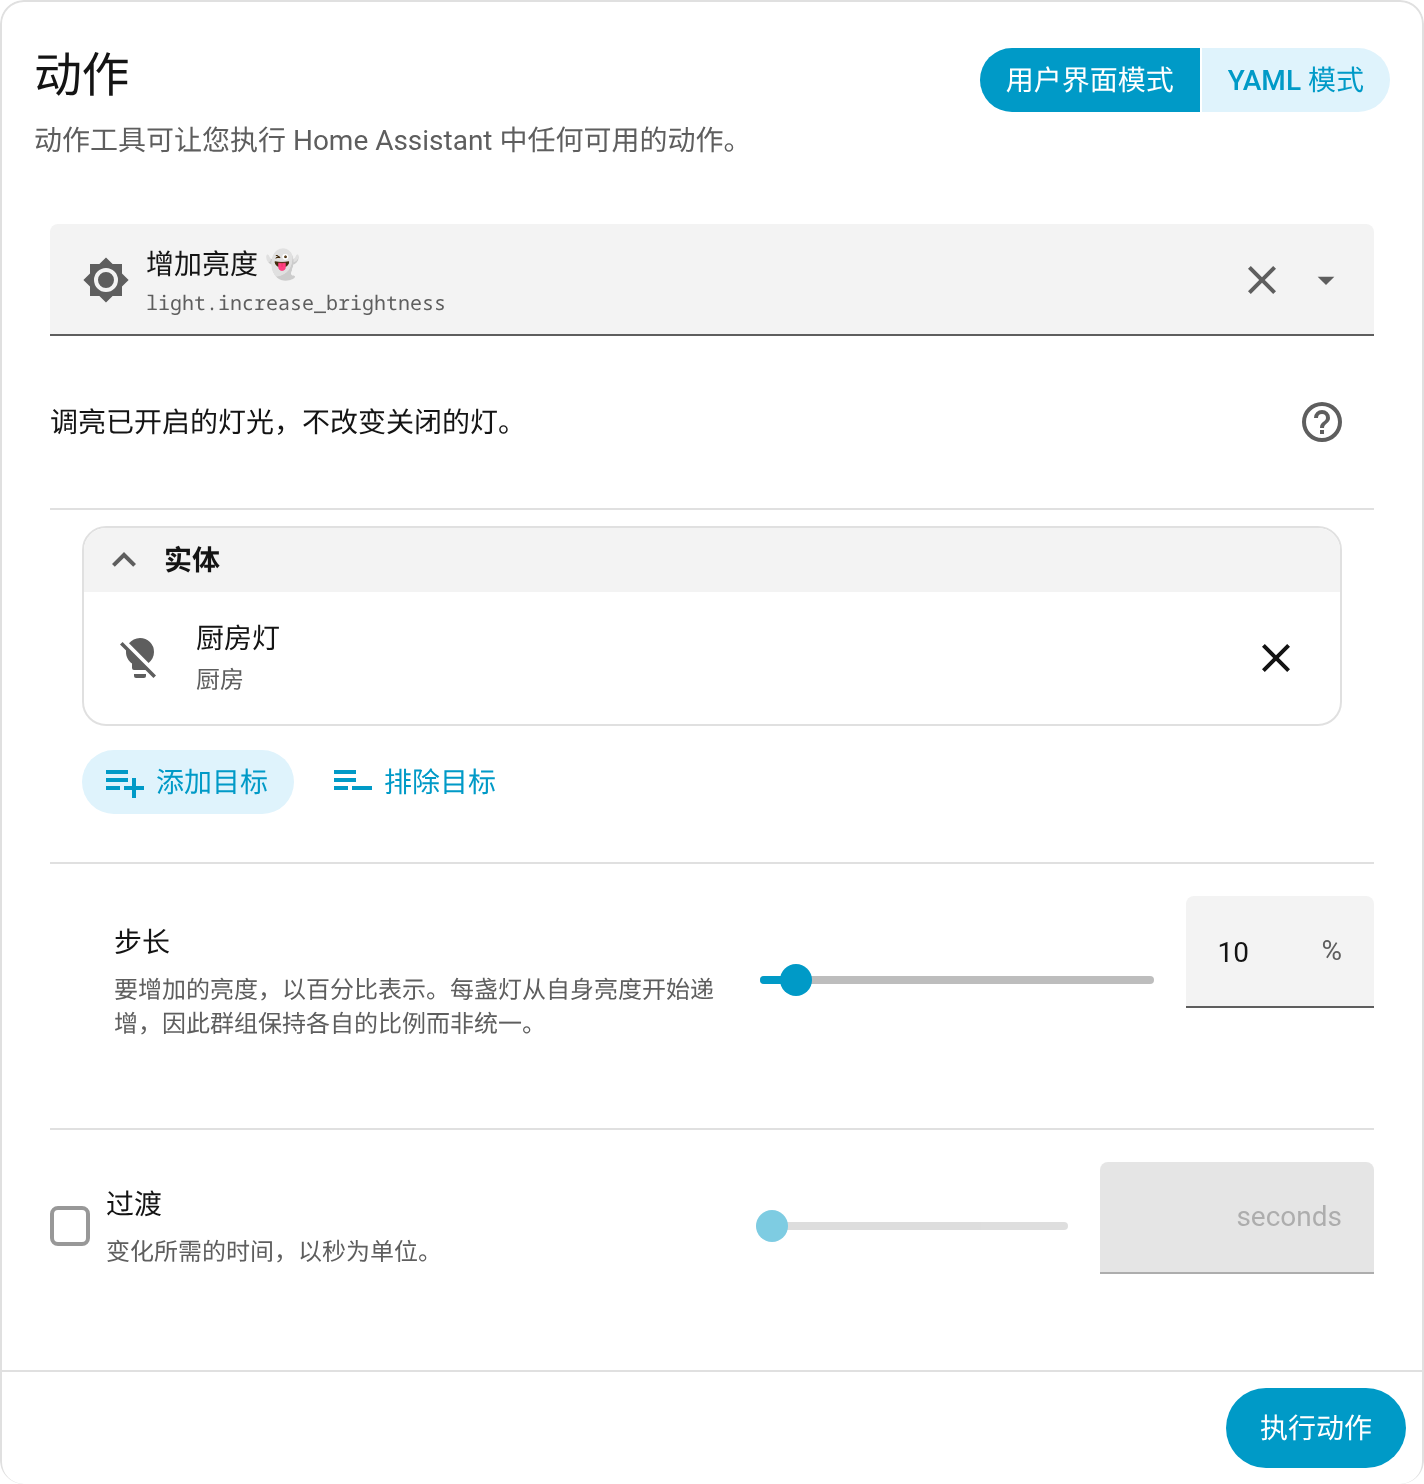 动作
用户界面模式
YAML 模式
动作工具可让您执行 Home Assistant 中任何可用的动作。
增加亮度 👻
light.increase_brightness
调亮已开启的灯光，不改变关闭的灯。
实体
厨房灯
厨房
添加目标
排除目标
步长
要增加的亮度，以百分比表示。每盏灯从自身亮度开始递
增，因此群组保持各自的比例而非统一。
10 %
过渡
变化所需的时间，以秒为单位。
seconds
执行动作